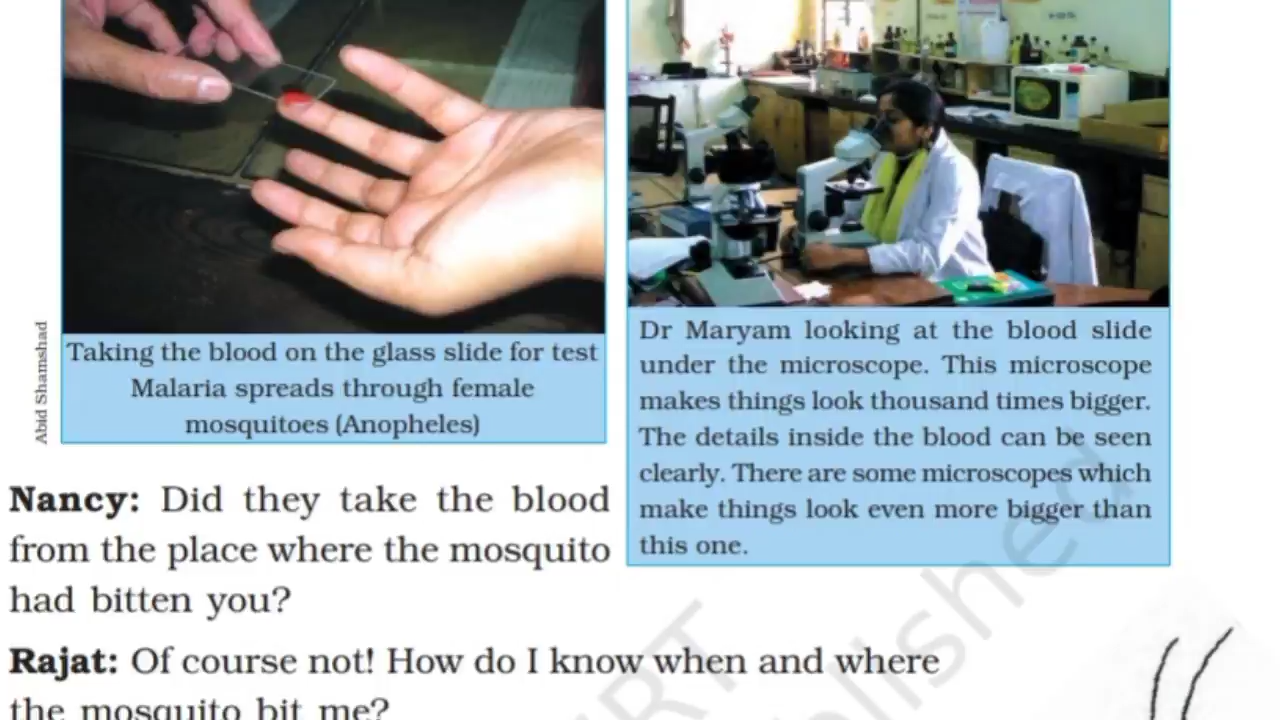 Abid Shamshad
Taking the blood on the glass slide for test
Malaria spreads through female
mosquitoes (Anopheles)
Dr Maryam looking at the blood slide
under the microscope. This microscope
makes things look thousand times bigger.
The details inside the blood can be seen
clearly. There are some microscopes which
make things look even more bigger than
this one.
Nancy: Did they take the blood
from the place where the mosquito
had bitten you?
Rajat: Of course not! How do I know when and where
the mosquito bit me?